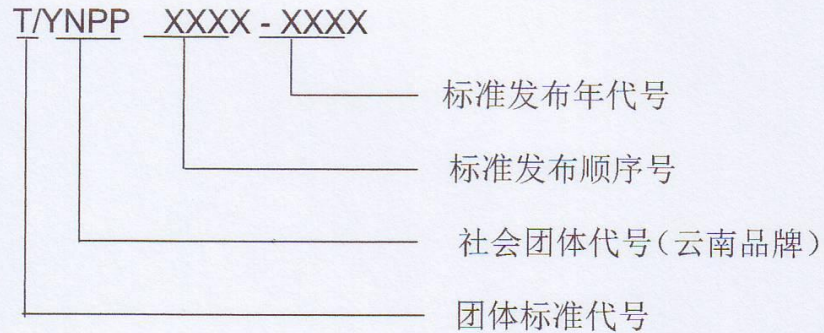 T/YNPP XXXX - XXXX
标准发布年代号
标准发布顺序号
社会团体代号(云南品牌)
团体标准代号